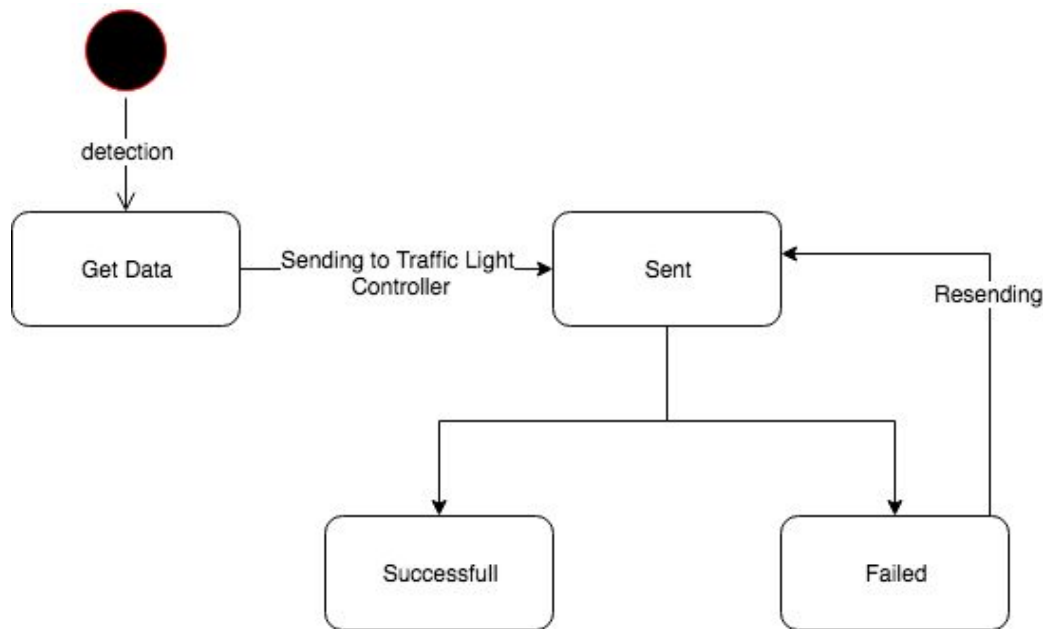 detection
Get Data
Sending to Traffic Light
Controller
Sent
Resending
Successfull
Failed